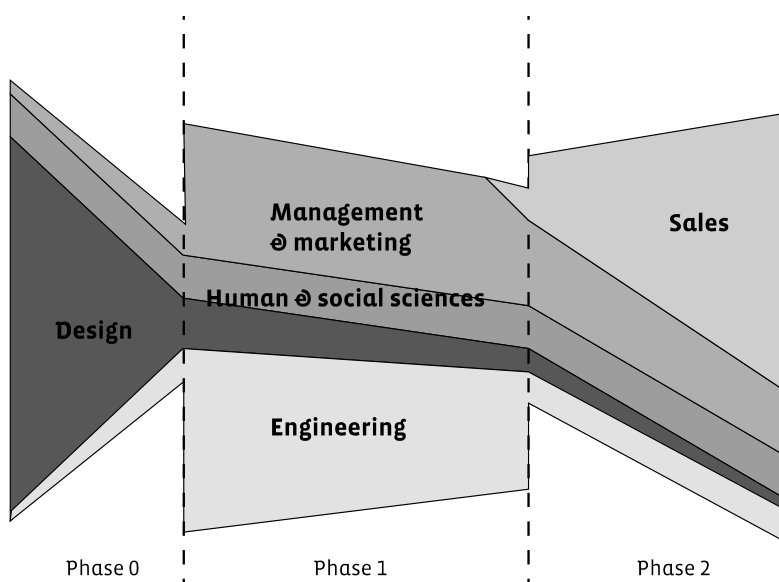 Management
& marketing
Sales
Human & social sciences
Design
Engineering
Phase 0
Phase 1
Phase 2